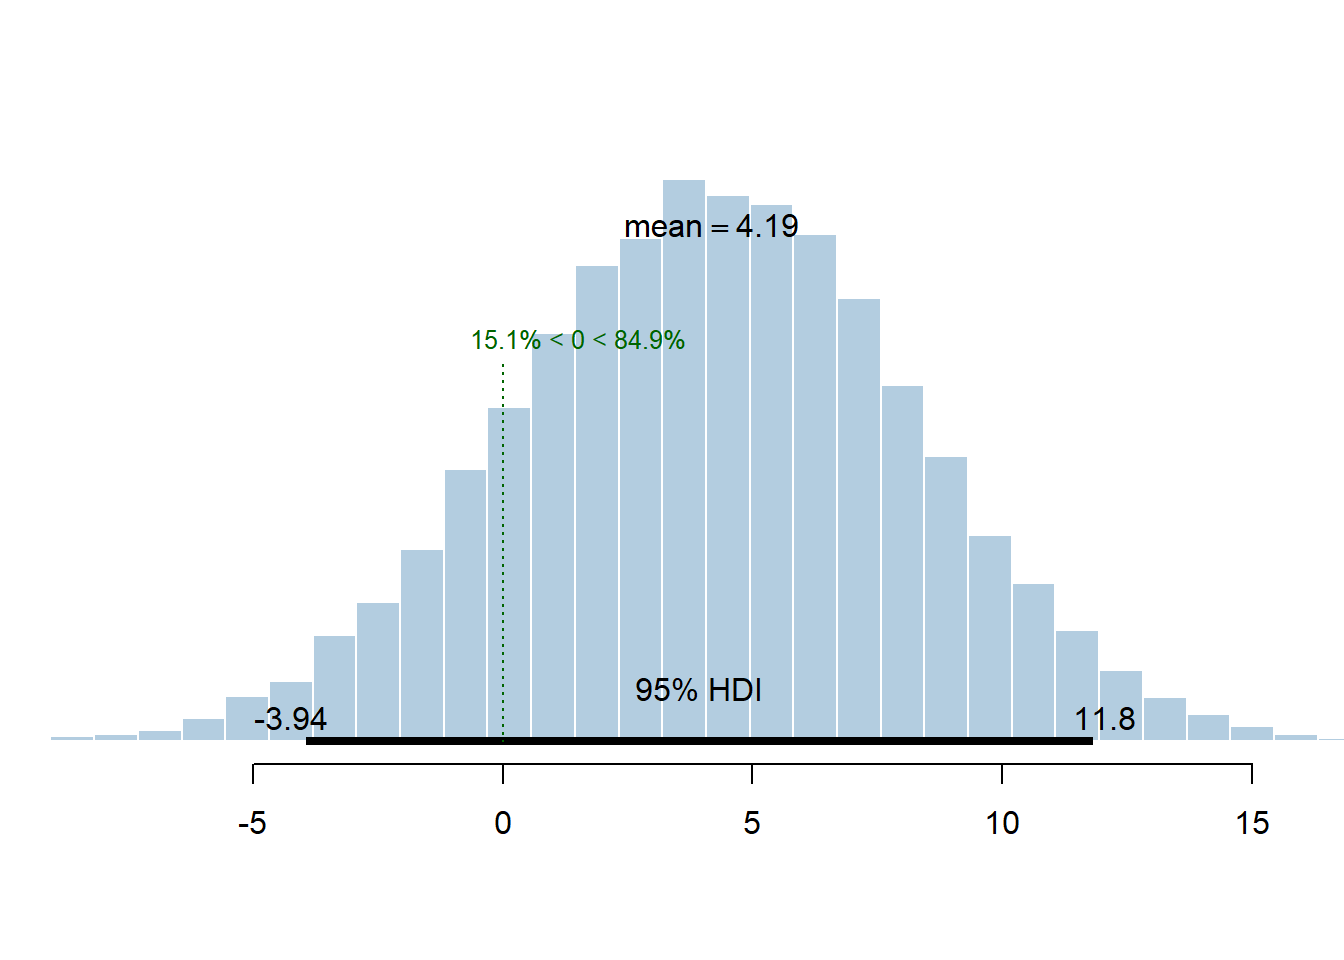 mean = 4.19
15.1% < 0 < 84.9%
95% HDI
-3.94 11.8
-5 0 5 10 15